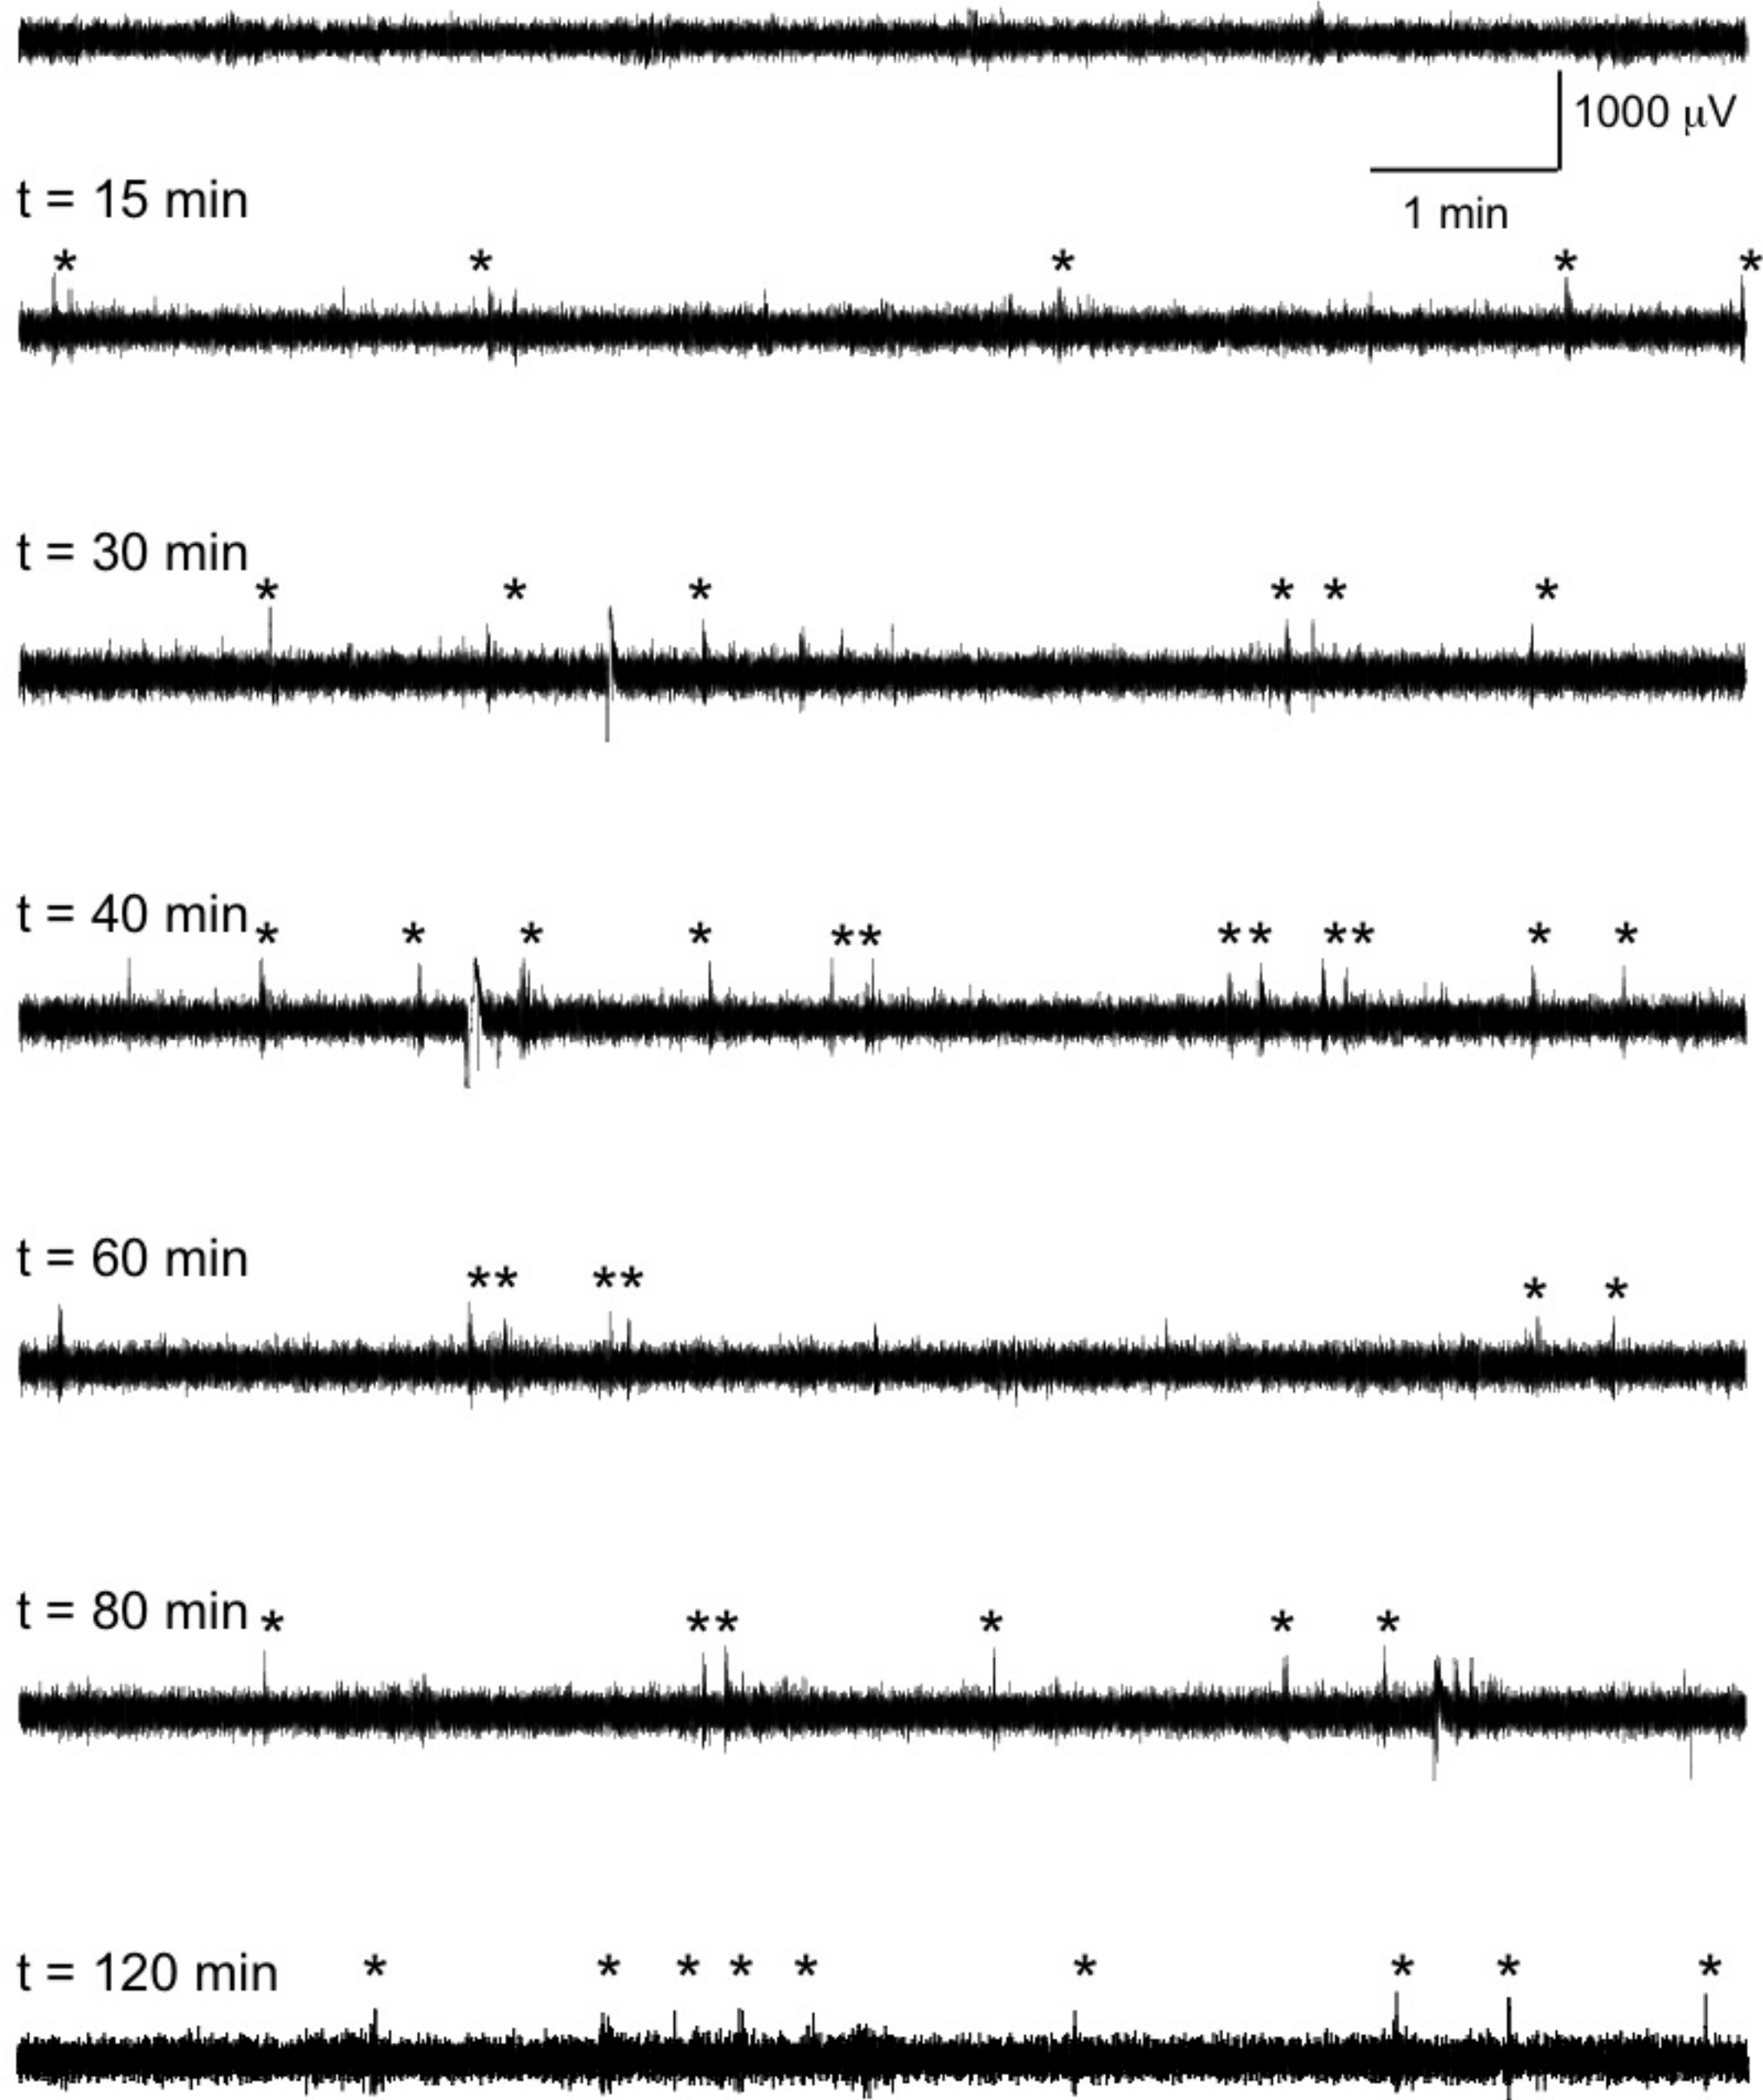 1000 μV
1 min
t = 15 min
* * * * *
t = 30 min
* * * * * *
t = 40 min
* * * * ** ** ** * *
t = 60 min
** ** * *
t = 80 min
* ** * * *
t = 120 min
* * * * * * * * *